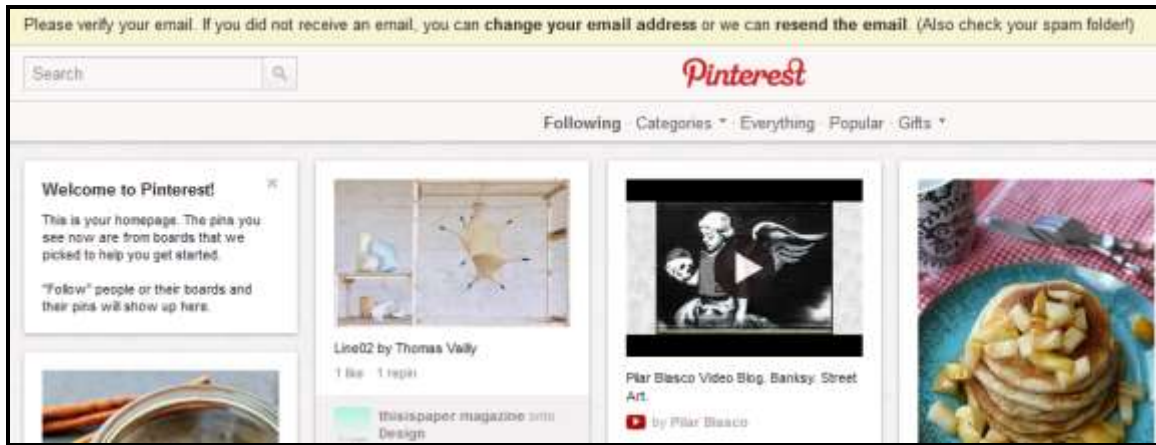 Please verify your email. If you did not receive an email, you can change your email address or we can resend the email. (Also check your spam folder!)
Search
Pinterest
Following · Categories · Everything · Popular · Gifts
Welcome to Pinterest!
This is your homepage. The pins you
see now are from boards that we
picked to help you get started.
"Follow" people or their boards and
their pins will show up here.
Line02 by Thomas Vailly
1 like 1 repin
thisispaper magazine onto
Design
Pilar Blasco Video Blog. Banksy. Street
Art.
by Pilar Blasco